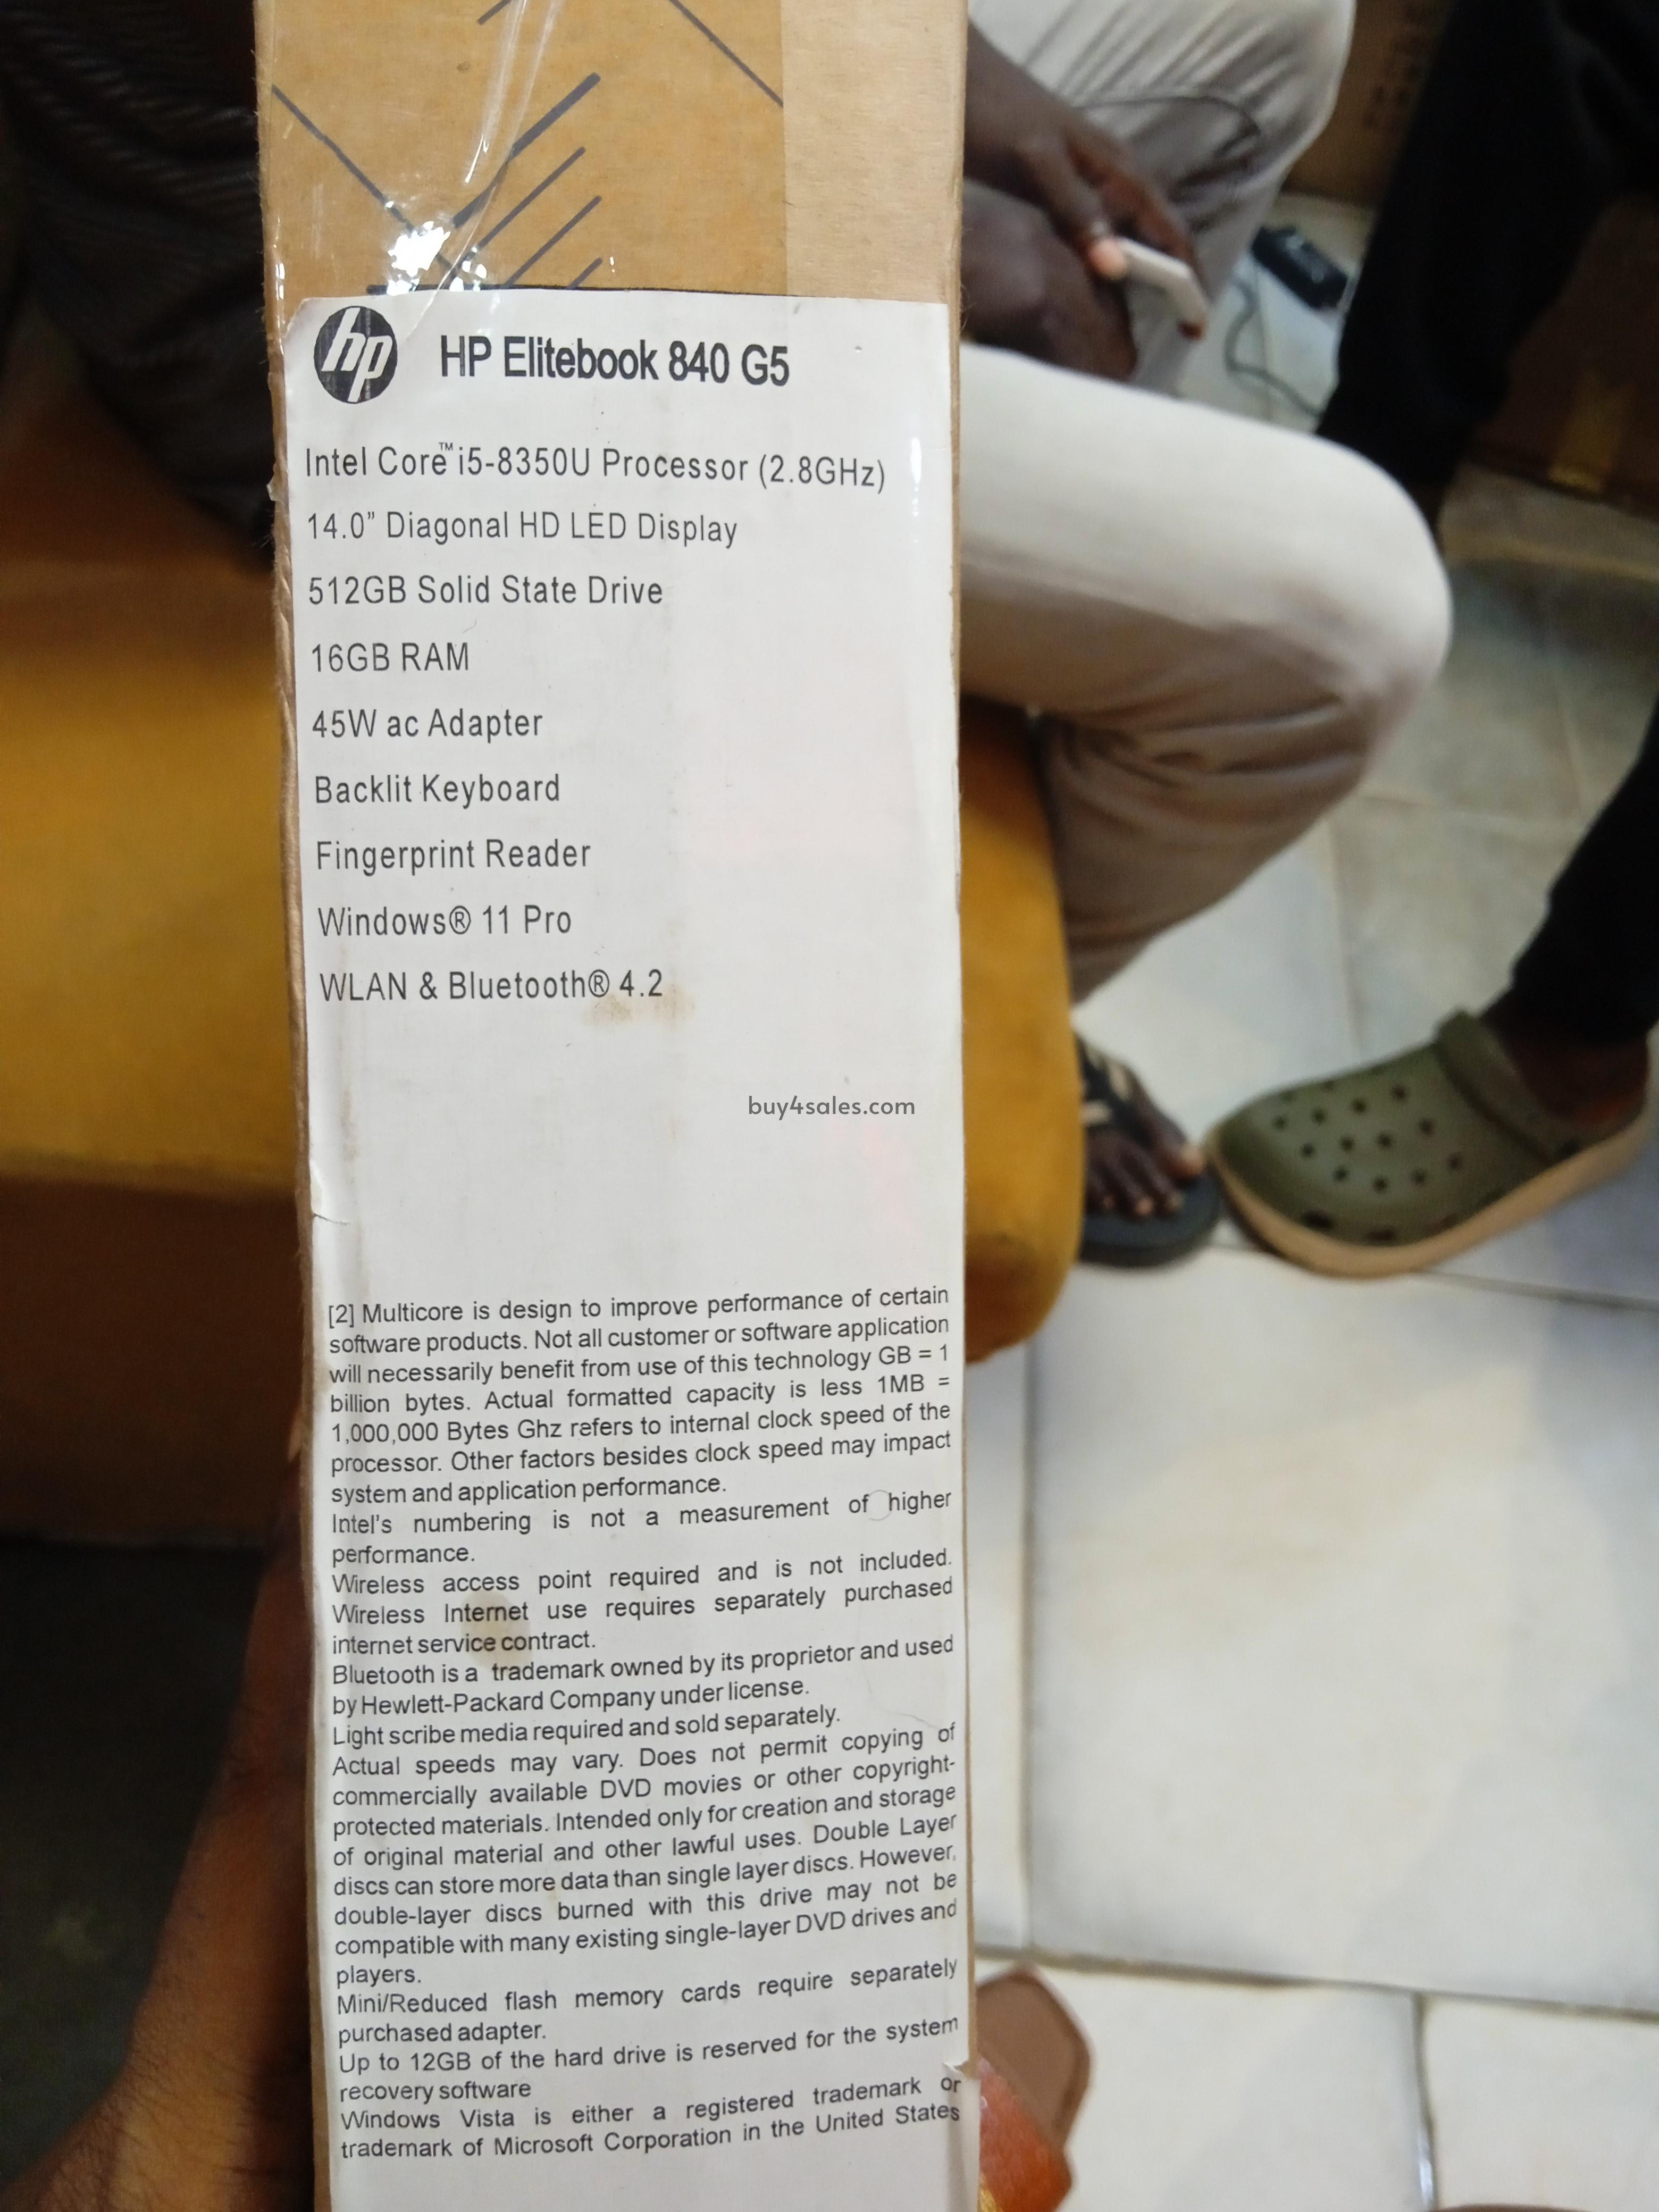 hp HP Elitebook 840 G5
Intel Core™ i5-8350U Processor (2.8GHz)
14.0” Diagonal HD LED Display
512GB Solid State Drive
16GB RAM
45W ac Adapter
Backlit Keyboard
Fingerprint Reader
Windows® 11 Pro
WLAN & Bluetooth® 4.2
buy4sales.com
[2] Multicore is design to improve performance of certain
software products. Not all customer or software application
will necessarily benefit from use of this technology GB = 1
billion bytes. Actual formatted capacity is less 1MB =
1,000,000 Bytes Ghz refers to internal clock speed of the
processor. Other factors besides clock speed may impact
system and application performance.
Intel's numbering is not a measurement of higher
performance.
Wireless access point required and is not included.
Wireless Internet use requires separately purchased
internet service contract.
Bluetooth is a trademark owned by its proprietor and used
by Hewlett-Packard Company under license.
Light scribe media required and sold separately.
Actual speeds may vary. Does not permit copying of
commercially available DVD movies or other copyright-
protected materials. Intended only for creation and storage
of original material and other lawful uses. Double Layer
discs can store more data than single layer discs. However,
double-layer discs burned with this drive may not be
compatible with many existing single-layer DVD drives and
players.
Mini/Reduced flash memory cards require separately
purchased adapter.
Up to 12GB of the hard drive is reserved for the system
recovery software
Windows Vista is either a registered trademark or
trademark of Microsoft Corporation in the United States